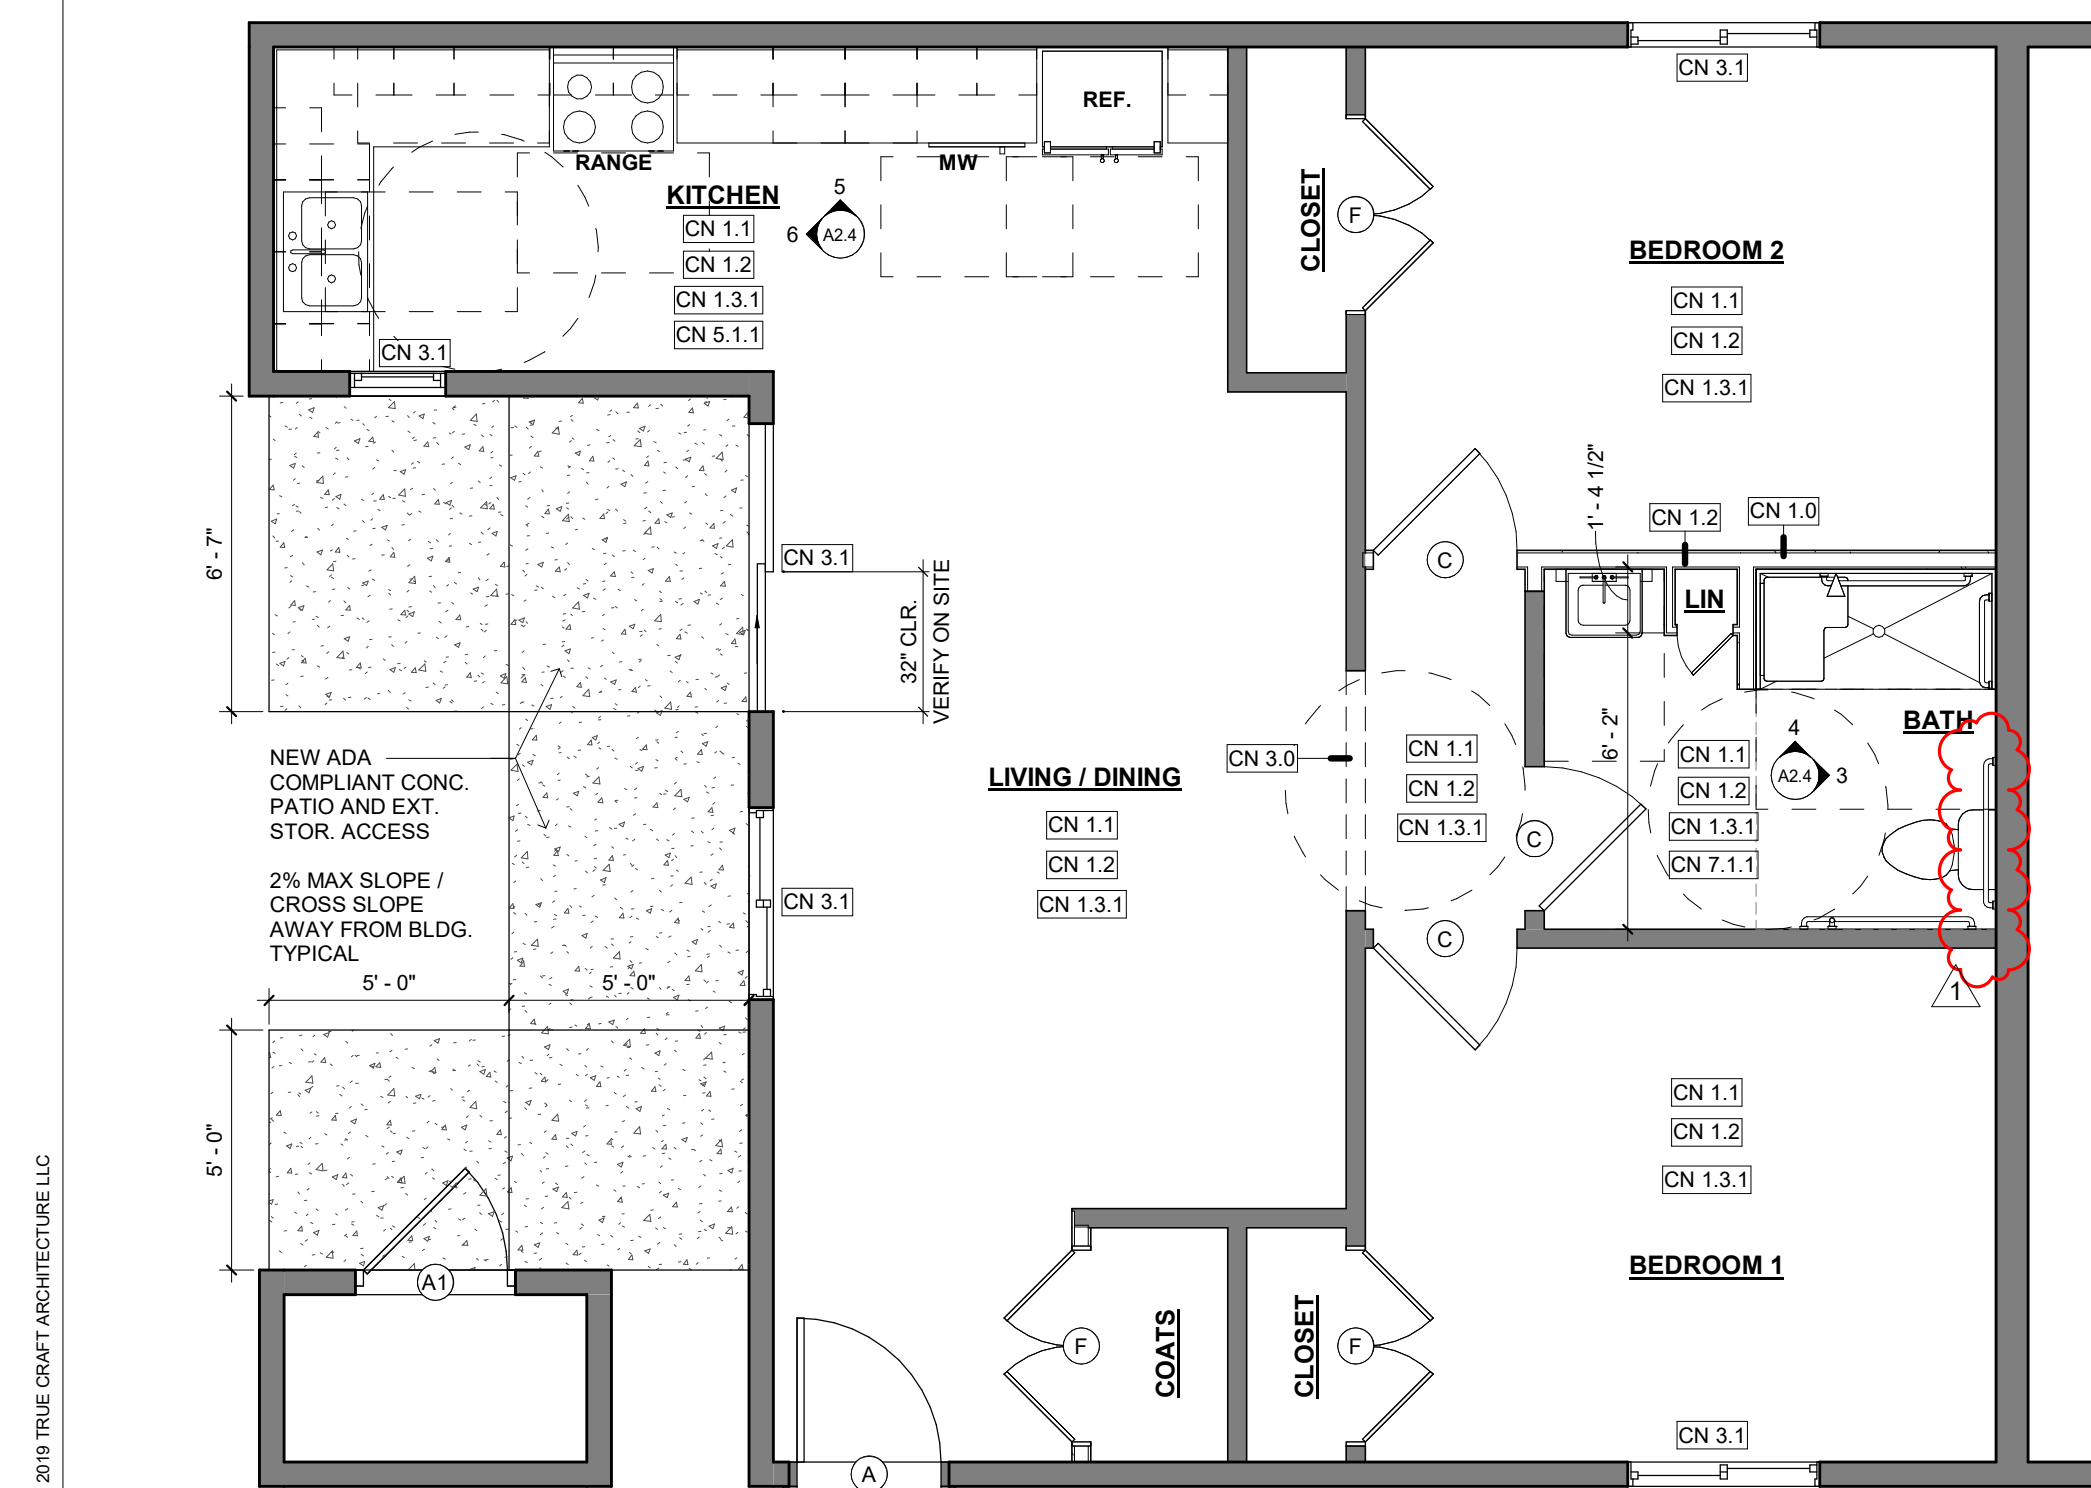 CN 3.1
REF.
RANGE
MW
KITCHEN
CN 1.1
CN 1.2
CN 1.3.1
CN 5.1.1
5
6
A2.4
CN 3.1
CLOSET
F
BEDROOM 2
CN 1.1
CN 1.2
CN 1.3.1
6' - 7"
CN 3.1
32" CLR.
VERIFY ON SITE
C
1' - 4 1/2"
CN 1.2
CN 1.0
LIN
NEW ADA
COMPLIANT CONC.
PATIO AND EXT.
STOR. ACCESS
2% MAX SLOPE /
CROSS SLOPE
AWAY FROM BLDG.
TYPICAL
5' - 0"
5' - 0"
CN 3.1
LIVING / DINING
CN 1.1
CN 1.2
CN 1.3.1
CN 3.0
CN 1.1
CN 1.2
CN 1.3.1
C
C
6' - 2"
BATH
CN 1.1
CN 1.2
CN 1.3.1
CN 7.1.1
4
A2.4
3
1
5' - 0"
A1
CN 1.1
CN 1.2
CN 1.3.1
BEDROOM 1
F
COATS
CLOSET
F
CN 3.1
A
2019 TRUE CRAFT ARCHITECTURE LLC